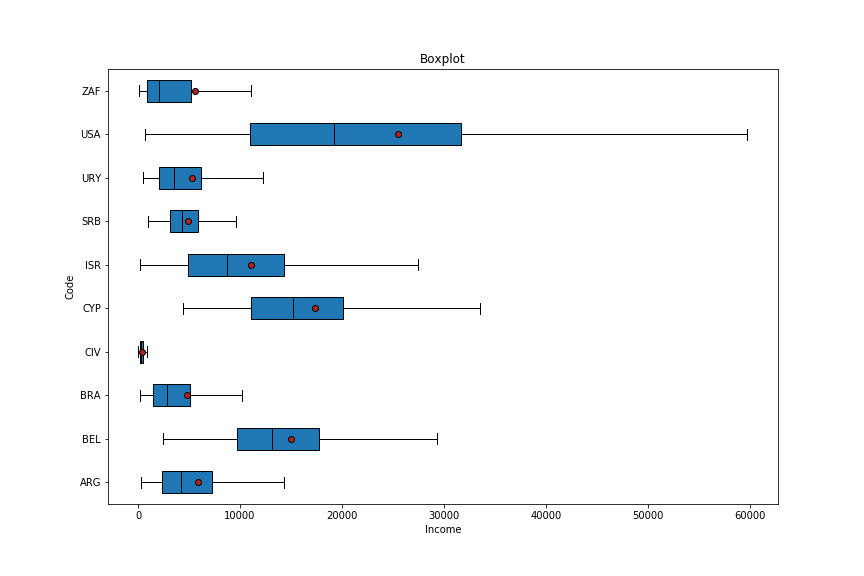 Boxplot
ZAF
USA
URY
SRB
ISR
CYP
CIV
BRA
BEL
ARG
Code
0 10000 20000 30000 40000 50000 60000
Income